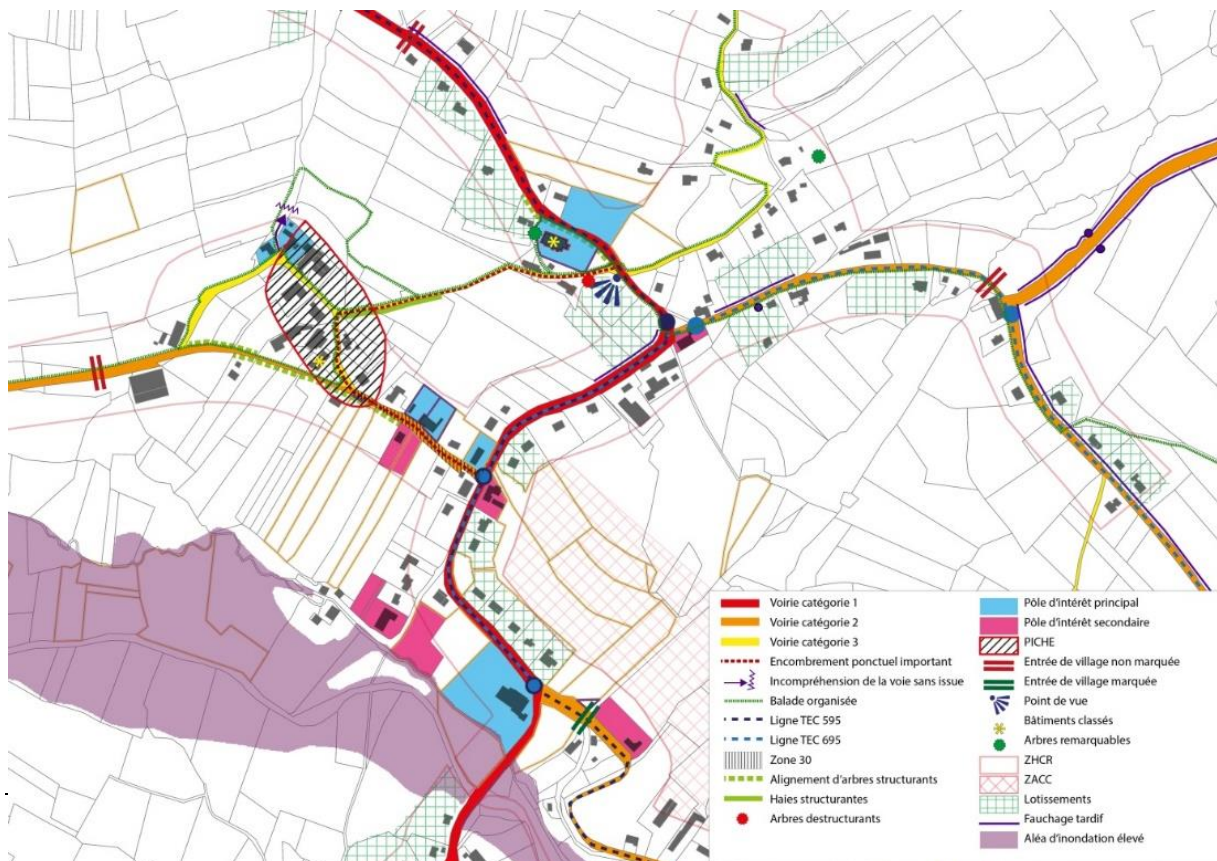 Voirie catégorie 1
Voirie catégorie 2
Voirie catégorie 3
Encombrement ponctuel important
Incompréhension de la voie sans issue
Balade organisée
Ligne TEC 595
Ligne TEC 695
Zone 30
Alignement d'arbres structurants
Haies structurantes
Arbres destructurants
Pôle d'intérêt principal
Pôle d'intérêt secondaire
PICHE
Entrée de village non marquée
Entrée de village marquée
Point de vue
Bâtiments classés
Arbres remarquables
ZHCR
ZACC
Lotissements
Fauchage tardif
Aléa d'inondation élevé